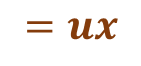 = ux